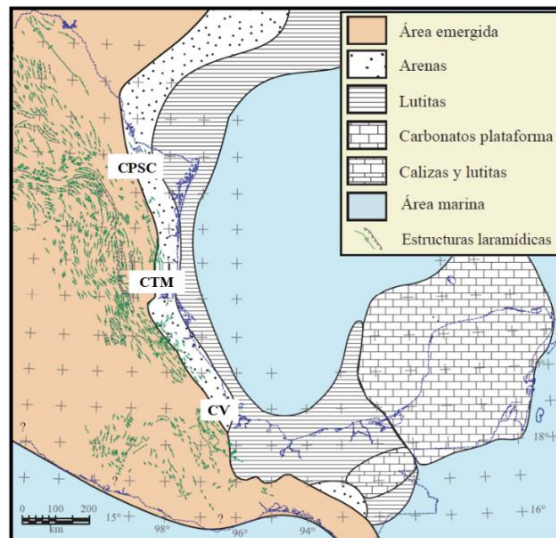 Área emergida
Arenas
Lutitas
Carbonatos plataforma
Calizas y lutitas
Área marina
Estructuras laramídicas
CPSC
CTM
CV
?
?
?
18°
16°
0 100 200
km
15°
98°
96°
94°